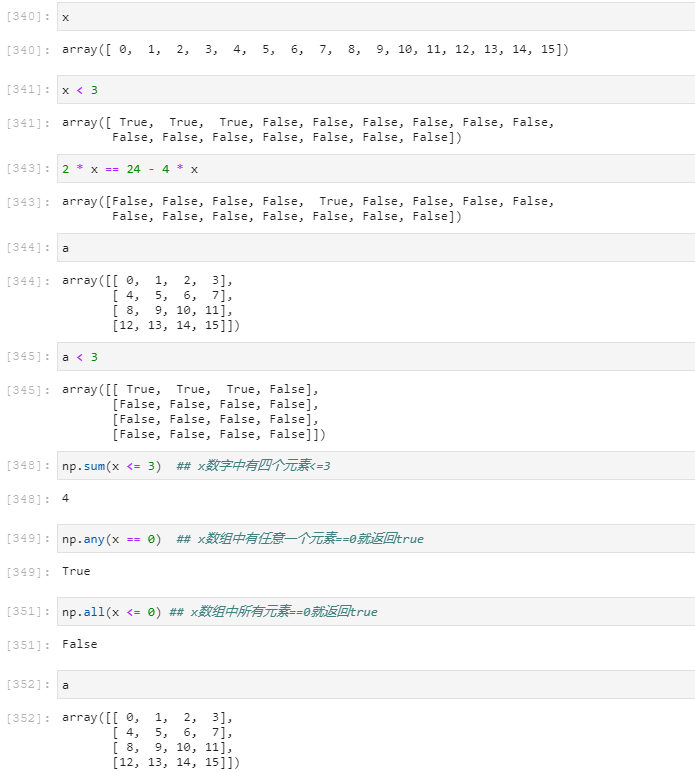 [340]: x
[340]: array([ 0,  1,  2,  3,  4,  5,  6,  7,  8,  9, 10, 11, 12, 13, 14, 15])
[341]: x < 3
[341]: array([ True,  True,  True, False, False, False, False, False, False,
       False, False, False, False, False, False, False])
[343]: 2 * x == 24 - 4 * x
[343]: array([False, False, False, False,  True, False, False, False, False,
       False, False, False, False, False, False, False])
[344]: a
[344]: array([[ 0,  1,  2,  3],
       [ 4,  5,  6,  7],
       [ 8,  9, 10, 11],
       [12, 13, 14, 15]])
[345]: a < 3
[345]: array([[ True,  True,  True, False],
       [False, False, False, False],
       [False, False, False, False],
       [False, False, False, False]])
[348]: np.sum(x <= 3)  ## x数字中有四个元素<=3
[348]: 4
[349]: np.any(x == 0)  ## x数组中有任意一个元素==0就返回true
[349]: True
[351]: np.all(x <= 0) ## x数组中所有元素==0就返回true
[351]: False
[352]: a
[352]: array([[ 0,  1,  2,  3],
       [ 4,  5,  6,  7],
       [ 8,  9, 10, 11],
       [12, 13, 14, 15]])